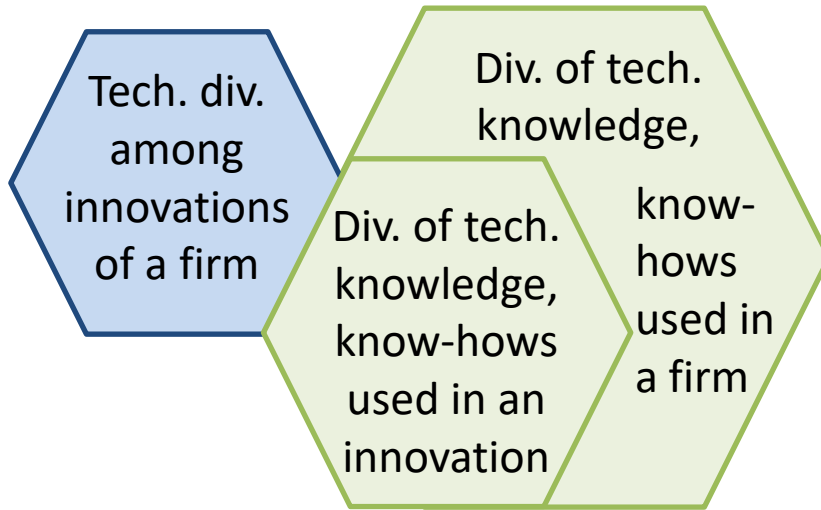 Tech. div.
among
innovations
of a firm
Div. of tech.
knowledge,
know-
hows
used in
a firm
Div. of tech.
knowledge,
know-hows
used in an
innovation